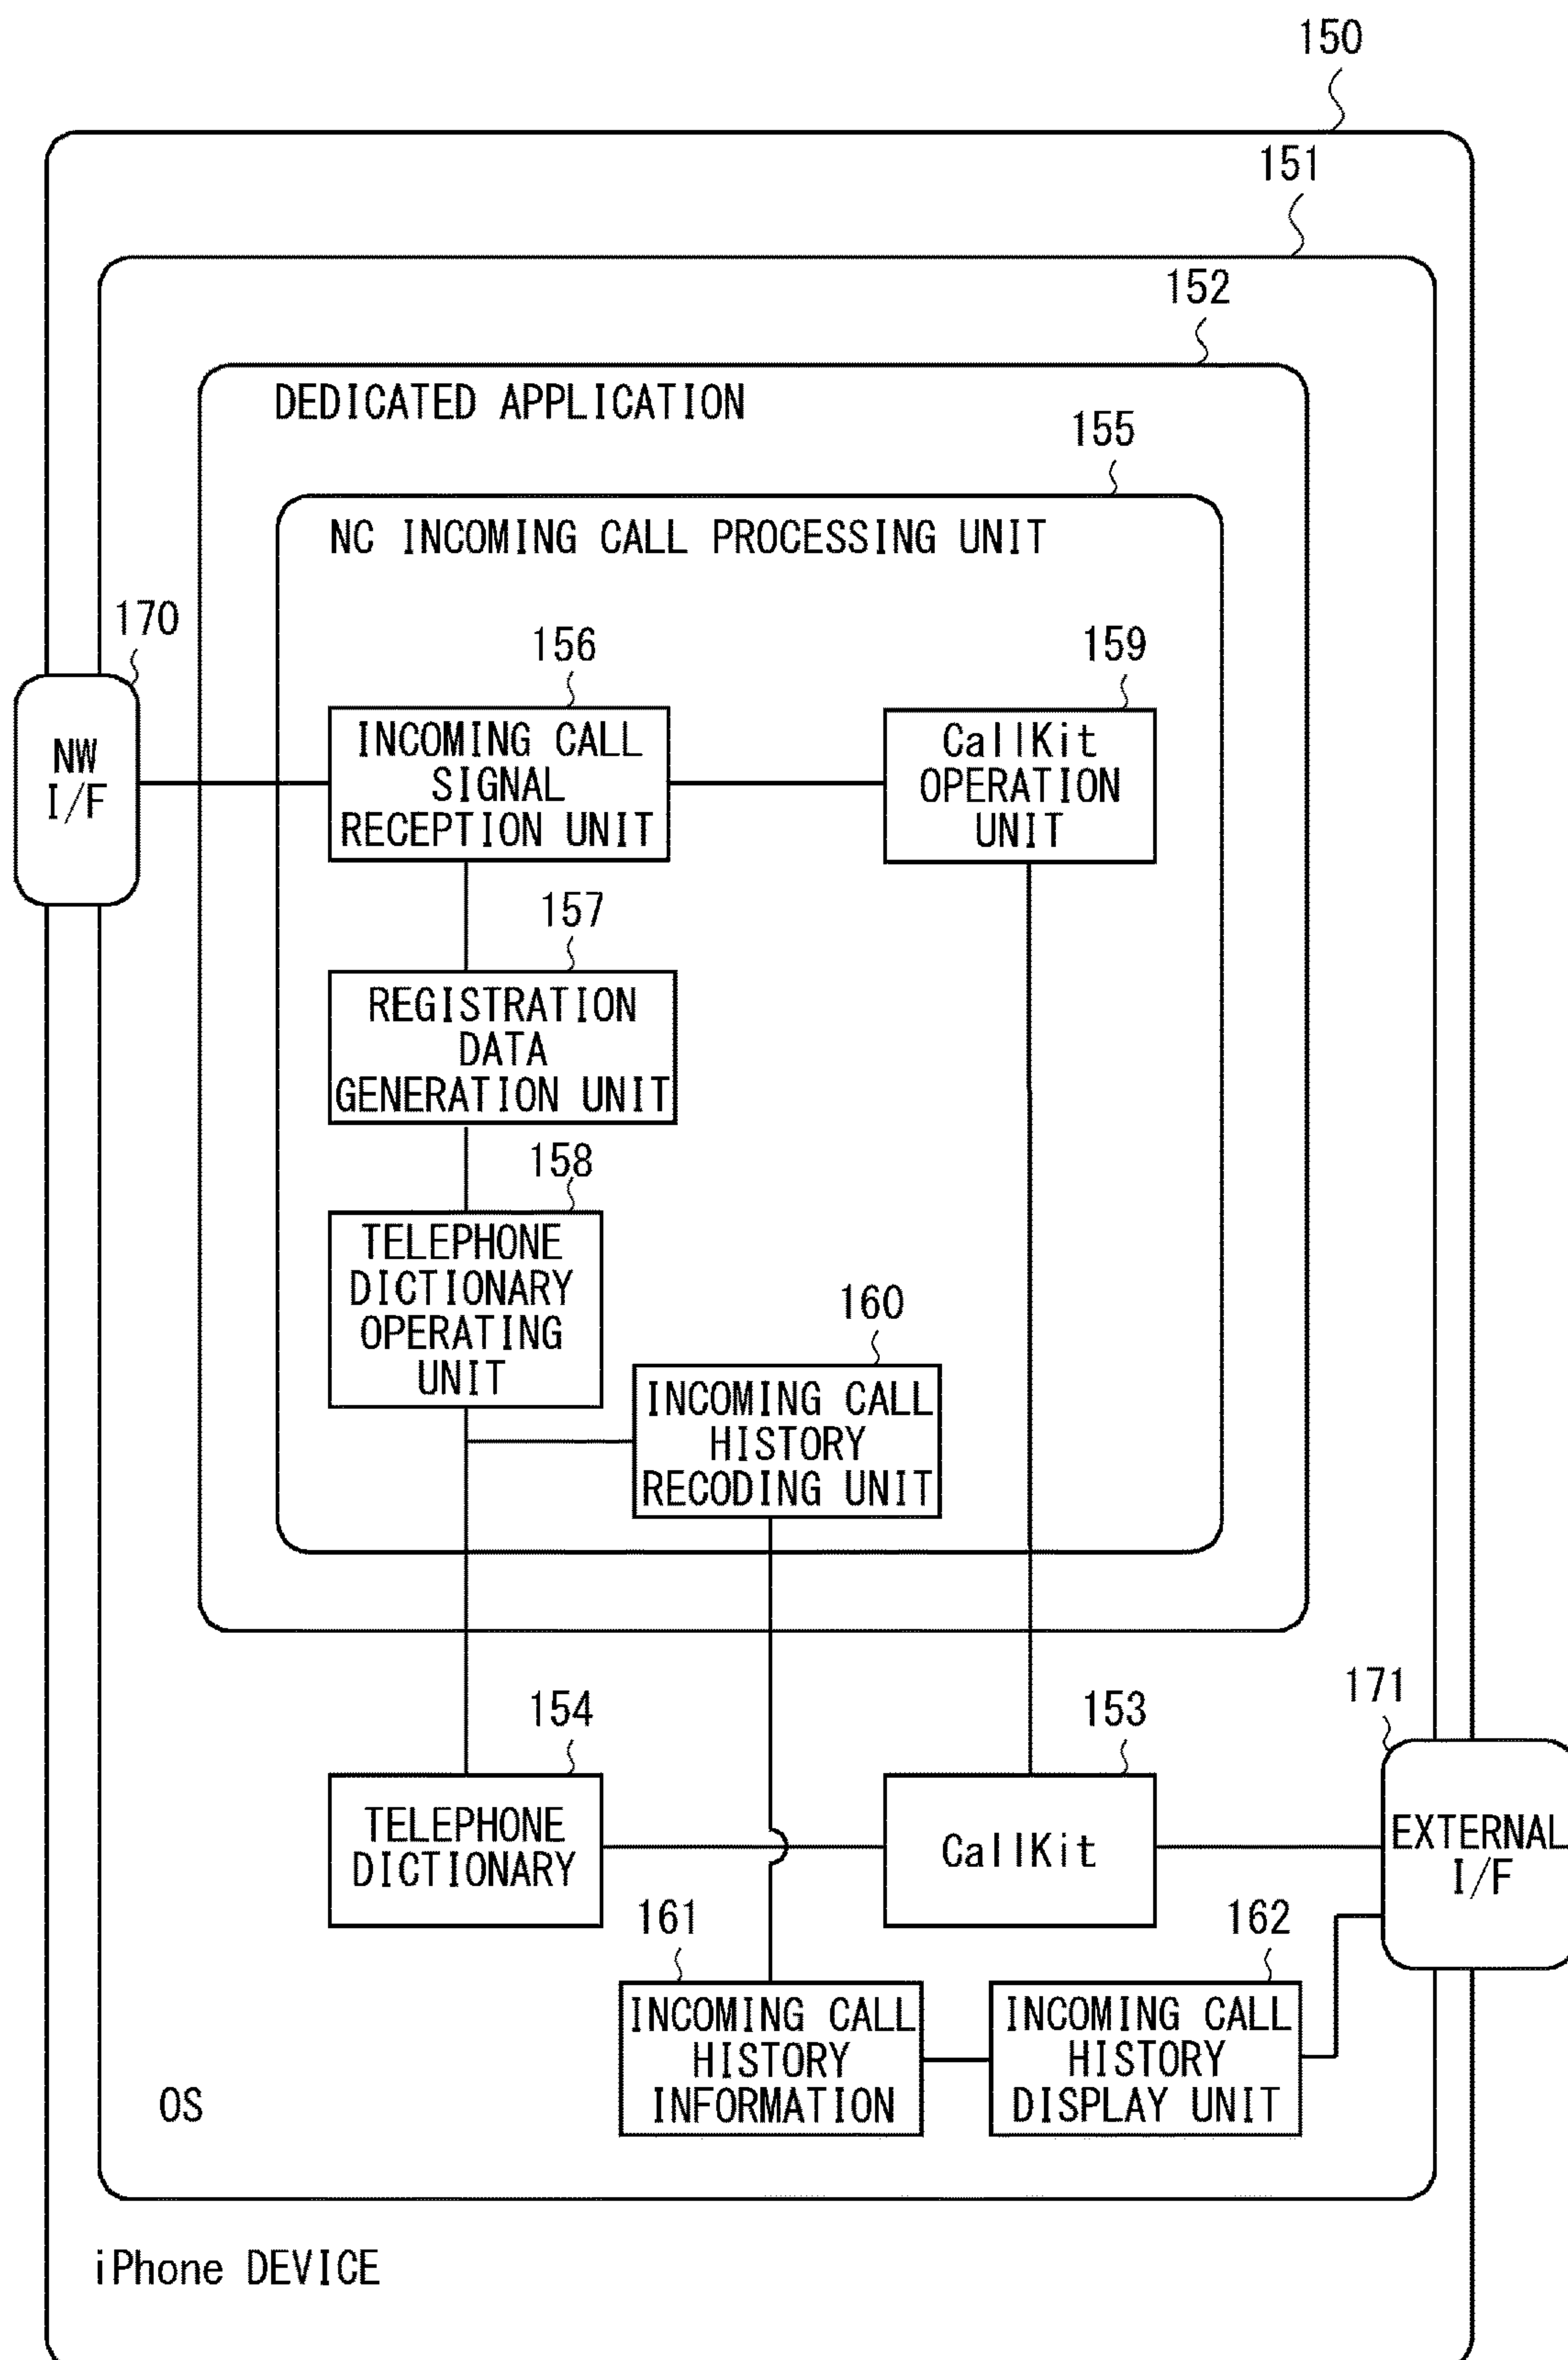 150
151
152
DEDICATED APPLICATION
155
NC INCOMING CALL PROCESSING UNIT
170
NW
I/F
156
INCOMING CALL
SIGNAL
RECEPTION UNIT
159
CallKit
OPERATION
UNIT
157
REGISTRATION
DATA
GENERATION UNIT
158
TELEPHONE
DICTIONARY
OPERATING
UNIT
160
INCOMING CALL
HISTORY
RECODING UNIT
154
TELEPHONE
DICTIONARY
153
CallKit
171
EXTERNAL
I/F
161
INCOMING CALL
HISTORY
INFORMATION
162
INCOMING CALL
HISTORY
DISPLAY UNIT
OS
iPhone DEVICE